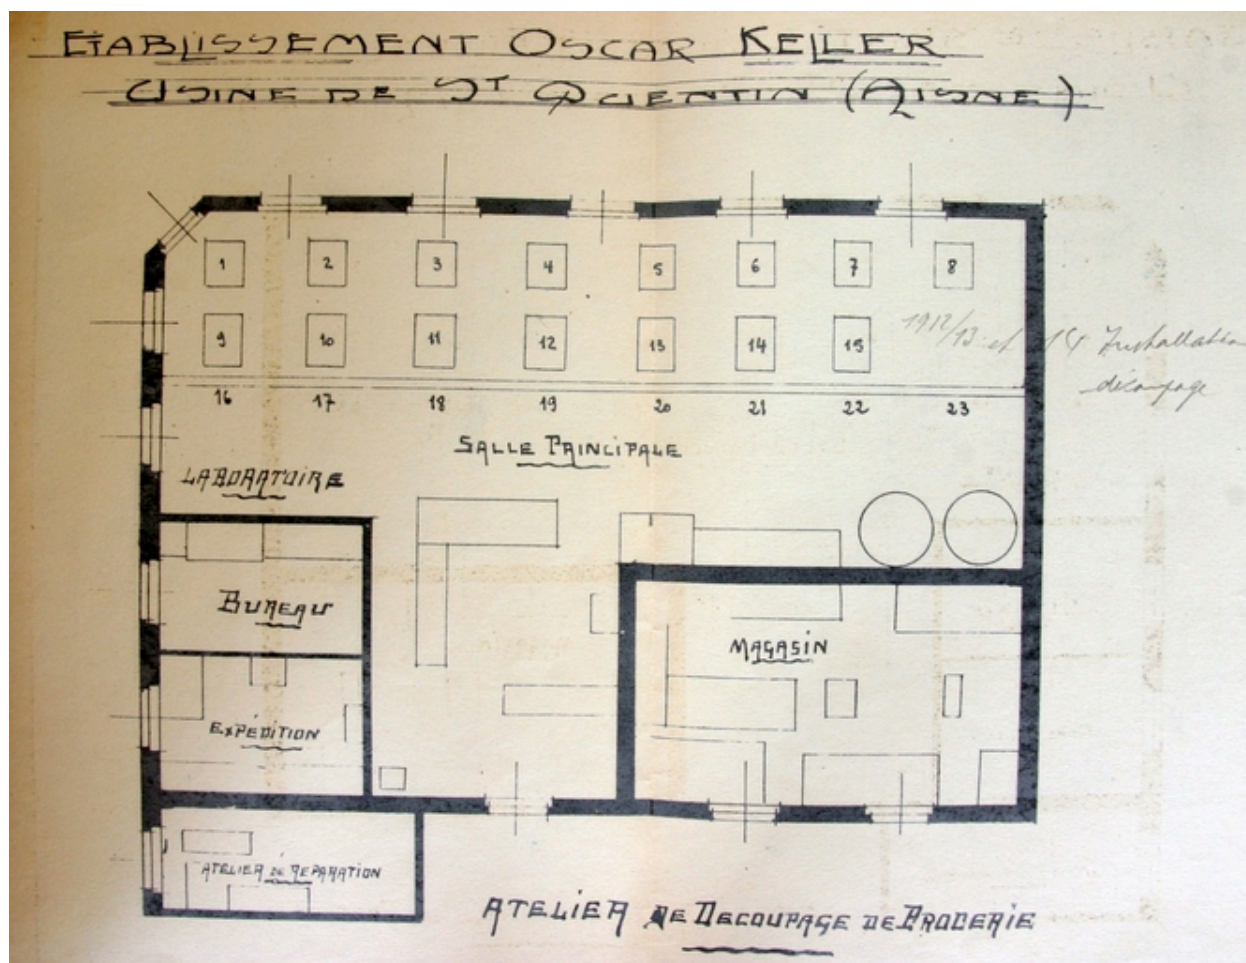 ETABLISSEMENT OSCAR KELLER
USINE DE ST QUENTIN (AISNE)
1 2 3 4 5 6 7 8
9 10 11 12 13 14 15
1912/13 et 14 Installation
découpage
16 17 18 19 20 21 22 23
SALLE PRINCIPALE
LABORATOIRE
BUREAU
MAGASIN
EXPÉDITION
ATELIER DE RÉPARATION
ATELIER DE DECOUPAGE DE BRODERIE